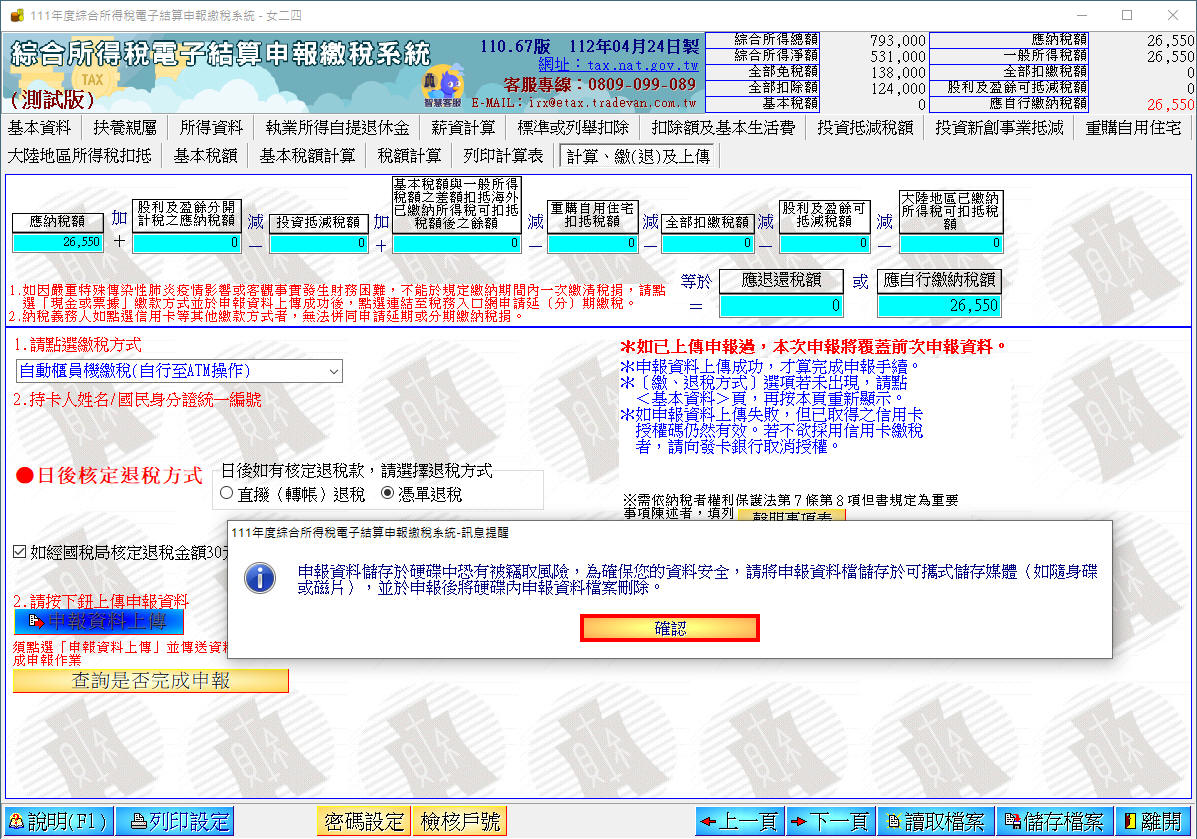 111年度綜合所得稅電子結算申報繳稅系統 - 女二四
綜合所得稅電子結算申報繳稅系統
TAX
(測試版)
110.67版 112年04月24日製
網址：tax.nat.gov.tw
客服專線：0809-099-089
E-MAIL：irx@etax.tradevan.com.tw
智慧客服
綜合所得總額 793,000 應納稅額 26,550
綜合所得淨額 531,000 一般所得稅額 26,550
全部免稅額 138,000 全部扣繳稅額 0
全部扣除額 124,000 股利及盈餘可抵減稅額 0
基本稅額 0 應自行繳納稅額 26,550
基本資料 扶養親屬 所得資料 執業所得自提退休金 薪資計算 標準或列舉扣除 扣除額及基本生活費 投資抵減稅額 投資新創事業抵減 重購自用住宅
大陸地區所得稅扣抵 基本稅額 基本稅額計算 稅額計算 列印計算表 計算、繳(退)及上傳
應納稅額
26,550
加
＋
股利及盈餘分開
計稅之應納稅額
0
減
－
投資抵減稅額
0
加
＋
基本稅額與一般所得
稅額之差額扣抵海外
已繳納所得稅可扣抵
稅額後之餘額
0
減
－
重購自用住宅
扣抵稅額
0
減
－
全部扣繳稅額
0
減
－
股利及盈餘可
抵減稅額
0
減
－
大陸地區已繳納
所得稅可扣抵稅
額
0
1.如因嚴重特殊傳染性肺炎疫情影響或客觀事實發生財務困難，不能於規定繳納期間內一次繳清稅捐，請點
選「現金或票據」繳款方式並於申報資料上傳成功後，點選連結至稅務入口網申請延（分）期繳稅。
2.納稅義務人如點選信用卡等其他繳款方式者，無法併同申請延期或分期繳納稅捐。
等於
＝
應退還稅額
0
或
應自行繳納稅額
26,550
1.請點選繳稅方式
自動櫃員機繳稅(自行至ATM操作)
2.持卡人姓名/國民身分證統一編號
＊如已上傳申報過，本次申報將覆蓋前次申報資料。
＊申報資料上傳成功，才算完成申報手續。
＊〔繳、退稅方式〕選項若未出現，請點
＜基本資料＞頁，再按本頁重新顯示。
＊如申報資料上傳失敗，但已取得之信用卡
授權碼仍然有效。若不欲採用信用卡繳稅
者，請向發卡銀行取消授權。
●日後核定退稅方式
日後如有核定退稅款，請選擇退稅方式
直撥（轉帳）退稅 憑單退稅
※需依納稅者權利保護法第7條第8項但書規定為重要
事項陳述者，填列
聲明事項表
如經國稅局核定退稅金額30元
111年度綜合所得稅電子結算申報繳稅系統-訊息提醒
申報資料儲存於硬碟中恐有被竊取風險，為確保您的資料安全，請將申報資料檔儲存於可攜式儲存媒體（如隨身碟
或磁片），並於申報後將硬碟內申報資料檔案刪除。
確認
2.請按下鈕上傳申報資料
申報資料上傳
須點選「申報資料上傳」並傳送資料
成申報作業
查詢是否完成申報
說明(F1) 列印設定 密碼設定 檢核戶號 上一頁 下一頁 讀取檔案 儲存檔案 離開